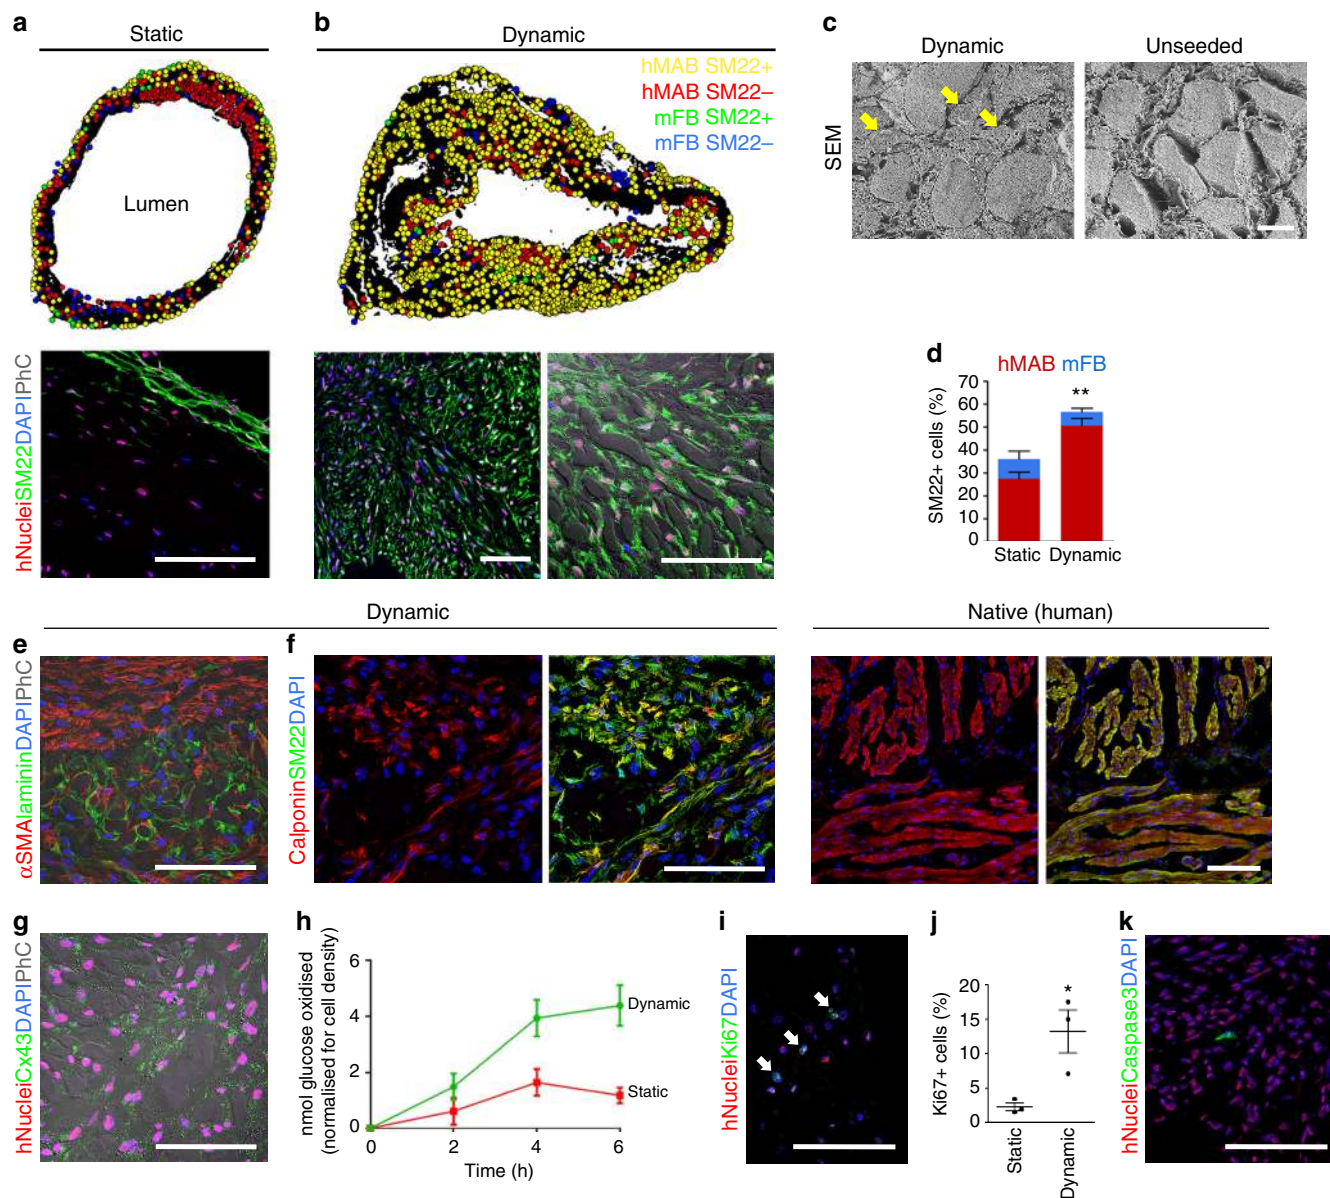 a
Static
Lumen
hNucleiSM22DAPIPhC
b
Dynamic
hMAB SM22+
hMAB SM22–
mFB SM22+
mFB SM22–
c
Dynamic
Unseeded
SEM
d
hMAB mFB
SM22+ cells (%)
70
60
50
40
30
20
10
0
**
Static
Dynamic
Dynamic
Native (human)
e
αSMAlamininDAPIPhC
f
CalponinSM22DAPI
g
hNucleiCx43DAPIPhC
h
nmol glucose oxidised
(normalised for cell density)
6
4
2
0
Dynamic
Static
0 2 4 6
Time (h)
i
hNucleiKi67DAPI
j
Ki67+ cells (%)
20
15
10
5
0
*
Static
Dynamic
k
hNucleiCaspase3DAPI